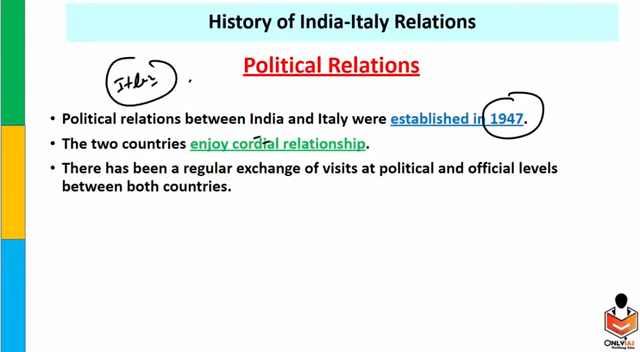 History of India-Italy Relations
Political Relations
Political relations between India and Italy were established in 1947.
The two countries enjoy cordial relationship.
There has been a regular exchange of visits at political and official levels
between both countries.
ONLYIAS